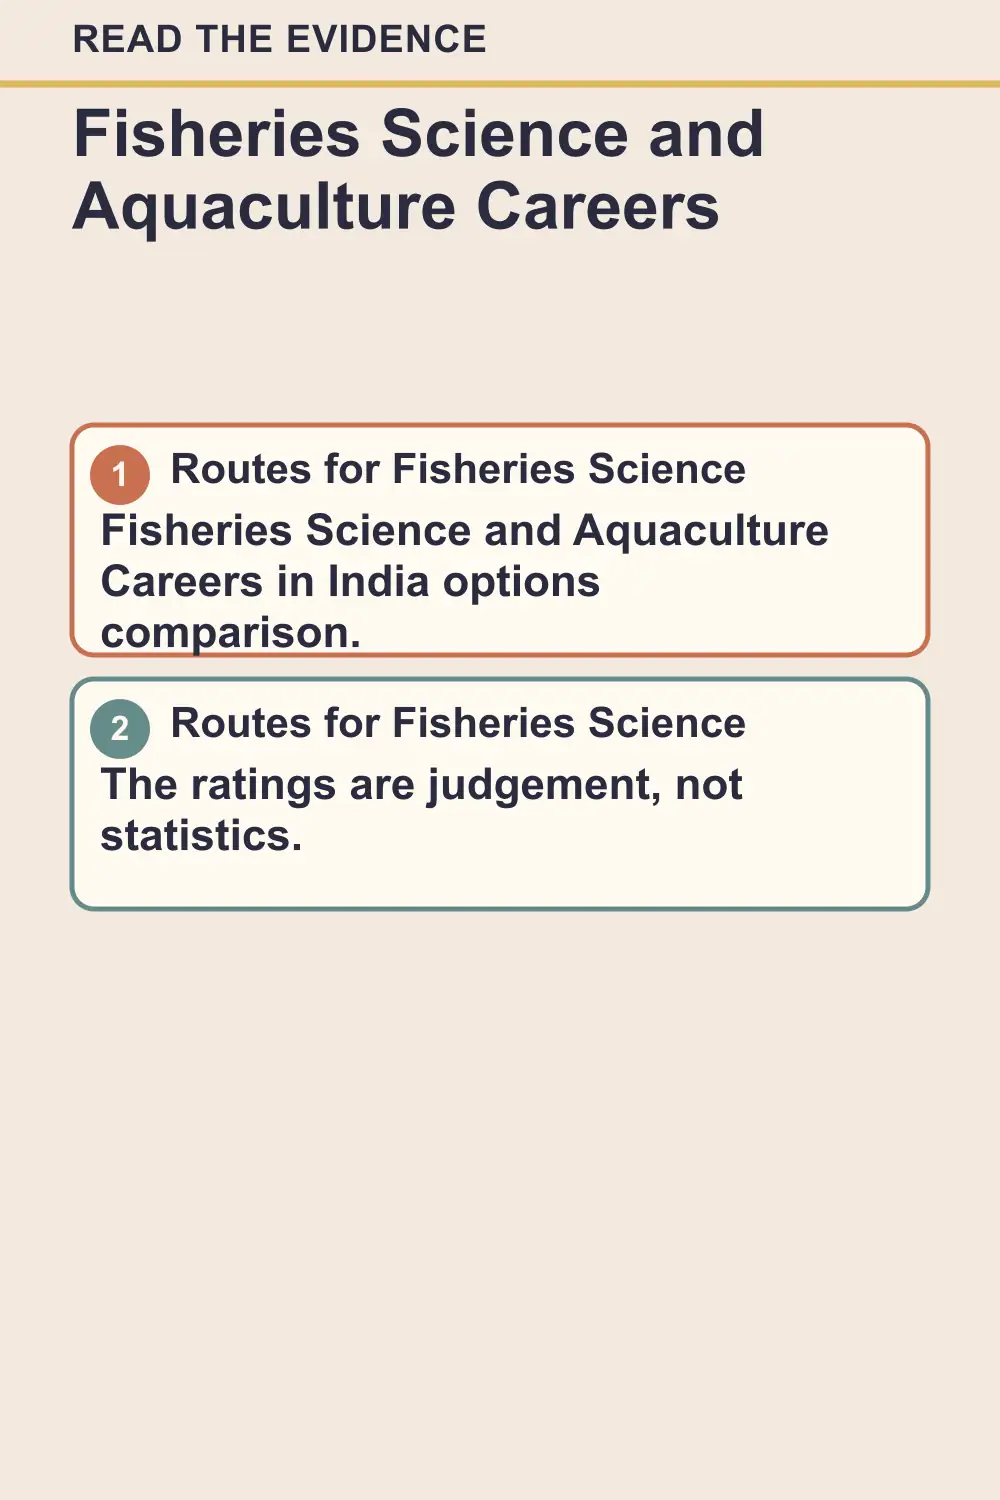 READ THE EVIDENCE
Fisheries Science and
Aquaculture Careers
1 Routes for Fisheries Science
Fisheries Science and Aquaculture
Careers in India options
comparison.
2 Routes for Fisheries Science
The ratings are judgement, not
statistics.